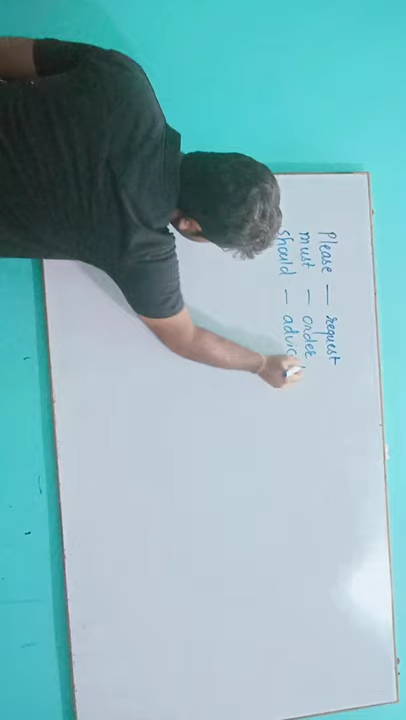 Please — request
must — order
should — advice